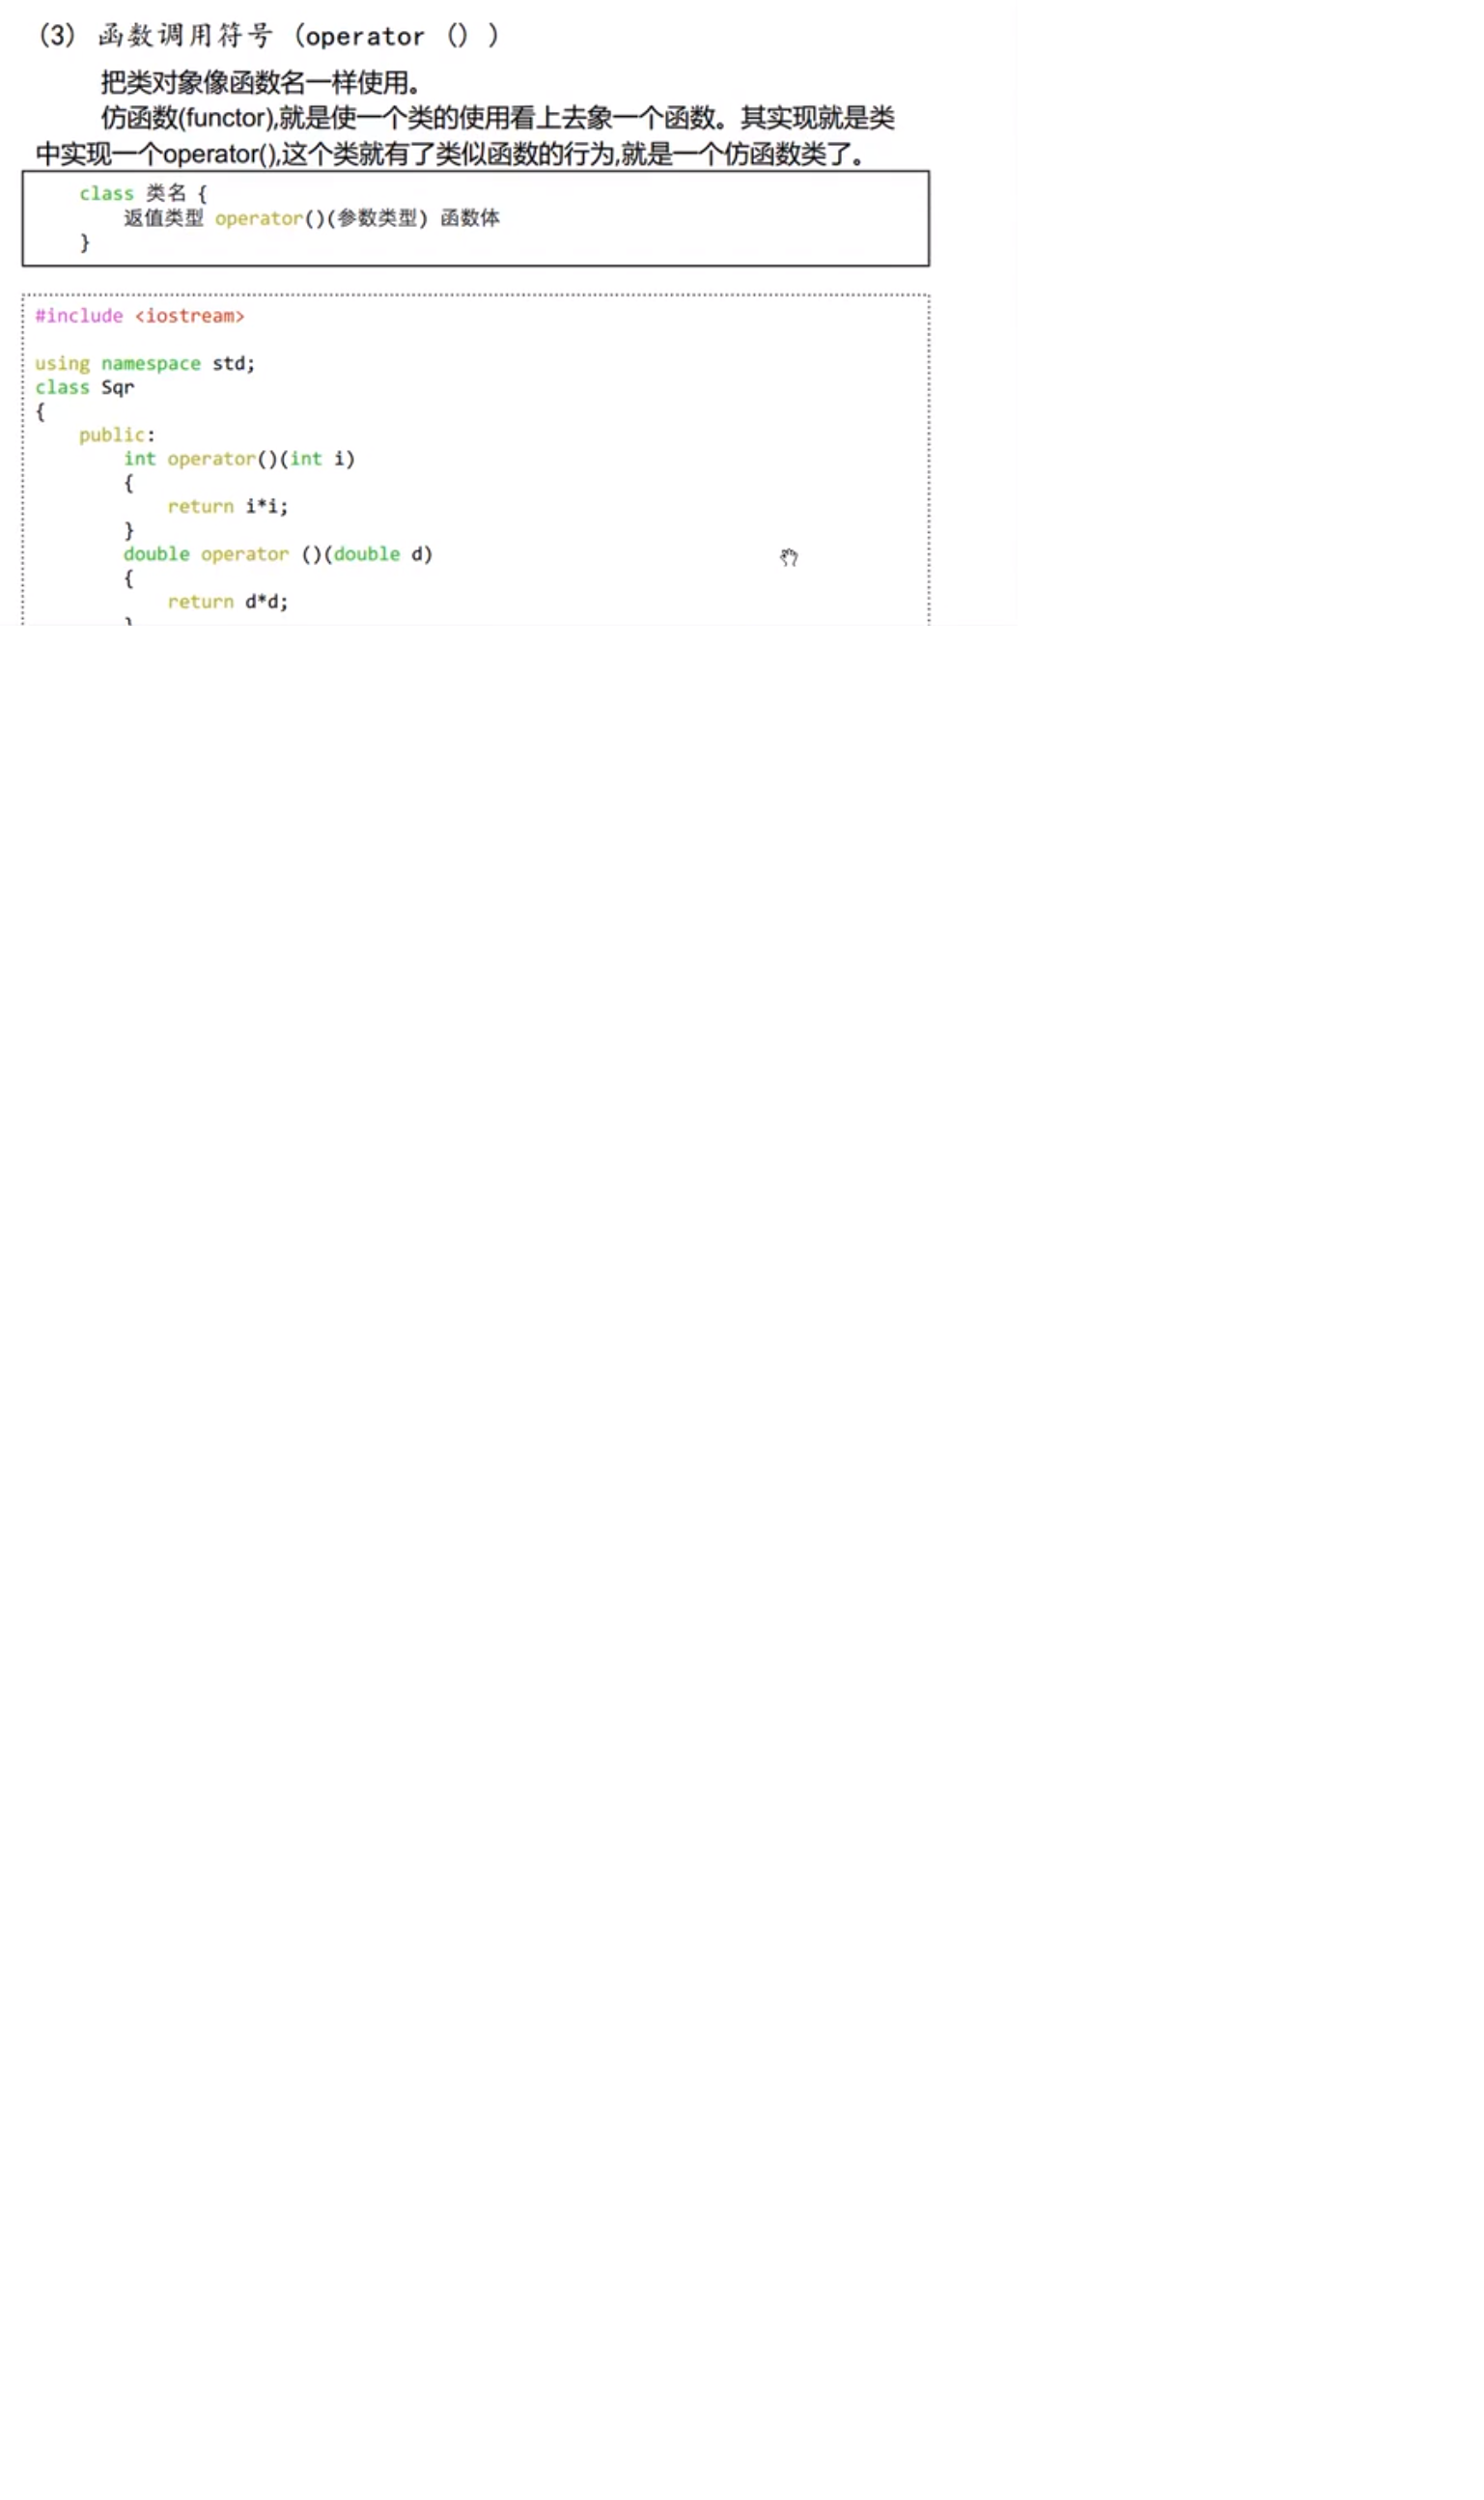 (3) 函数调用符号 (operator () )
把类对象像函数名一样使用。
仿函数(functor),就是使一个类的使用看上去象一个函数。其实现就是类
中实现一个operator(),这个类就有了类似函数的行为,就是一个仿函数类了。
class 类名 {
返值类型 operator()(参数类型) 函数体
}
#include <iostream>
using namespace std;
class Sqr
{
public:
int operator()(int i)
{
return i*i;
}
double operator ()(double d)
{
return d*d;
}